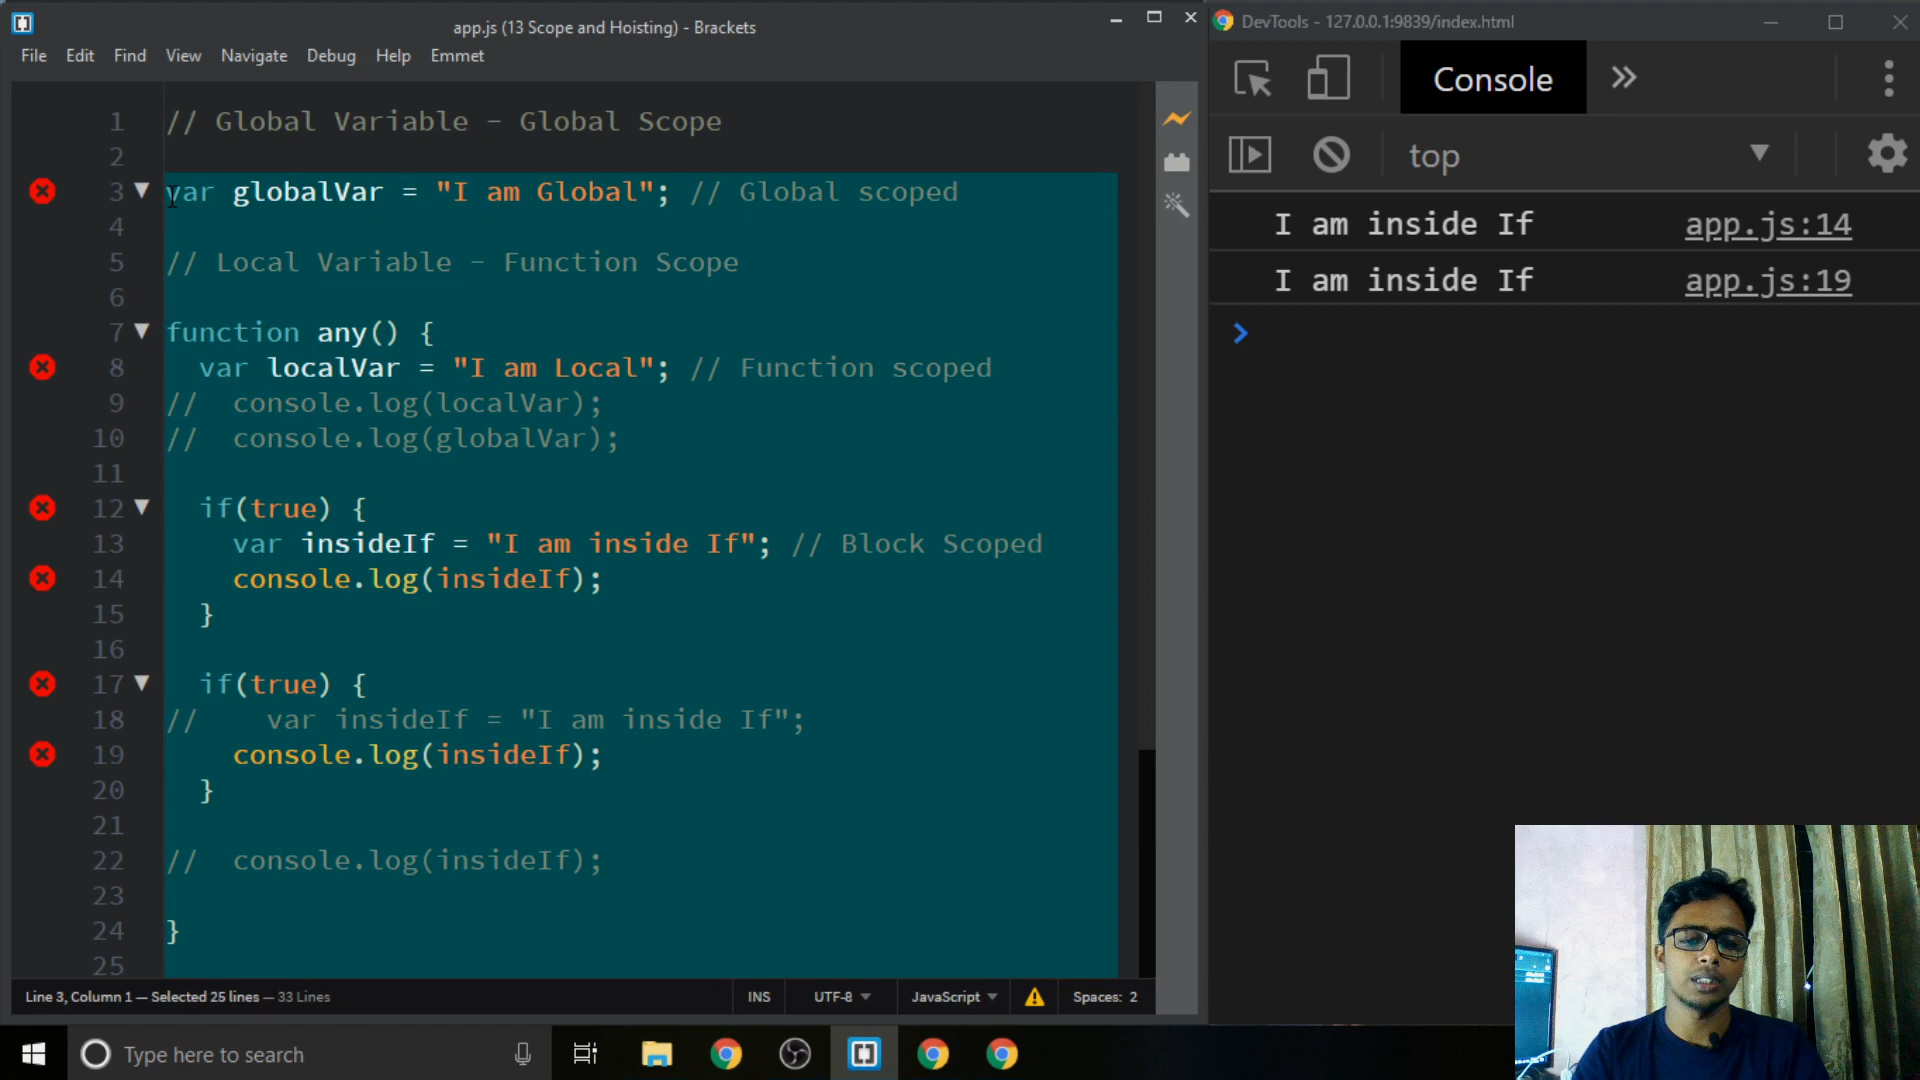 app.js (13 Scope and Hoisting) - Brackets
File Edit Find View Navigate Debug Help Emmet
1 // Global Variable - Global Scope
2
3 var globalVar = "I am Global"; // Global scoped
4
5 // Local Variable - Function Scope
6
7 function any() {
8 var localVar = "I am Local"; // Function scoped
9 // console.log(localVar);
10 // console.log(globalVar);
11
12 if(true) {
13 var insideIf = "I am inside If"; // Block Scoped
14 console.log(insideIf);
15 }
16
17 if(true) {
18 // var insideIf = "I am inside If";
19 console.log(insideIf);
20 }
21
22 // console.log(insideIf);
23
24 }
25
Line 3, Column 1 — Selected 25 lines — 33 Lines
INS UTF-8 JavaScript Spaces: 2
DevTools - 127.0.0.1:9839/index.html
Console
top
I am inside If app.js:14
I am inside If app.js:19
Type here to search